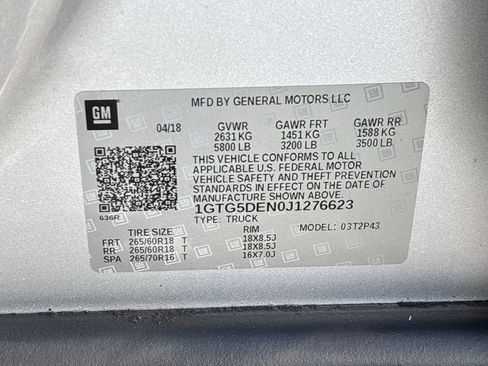 GM
MFD BY GENERAL MOTORS LLC
04/18 GVWR GAWR FRT GAWR RR
2631 KG 1451 KG 1588 KG
5800 LB 3200 LB 3500 LB
THIS VEHICLE CONFORMS TO ALL
APPLICABLE U.S. FEDERAL MOTOR
VEHICLE SAFETY AND THEFT
PREVENTION STANDARDS IN EFFECT
ON THE DATE OF MANUFACTURE
SHOWN ABOVE.
636R 1GTG5DEN0J1276623
TYPE: TRUCK
TIRE SIZE RIM MODEL: 03T2P43
FRT 265/60R18 T 18X8.5J
RR 265/60R18 T 18X8.5J
SPA 265/70R16 T 16X7.0J